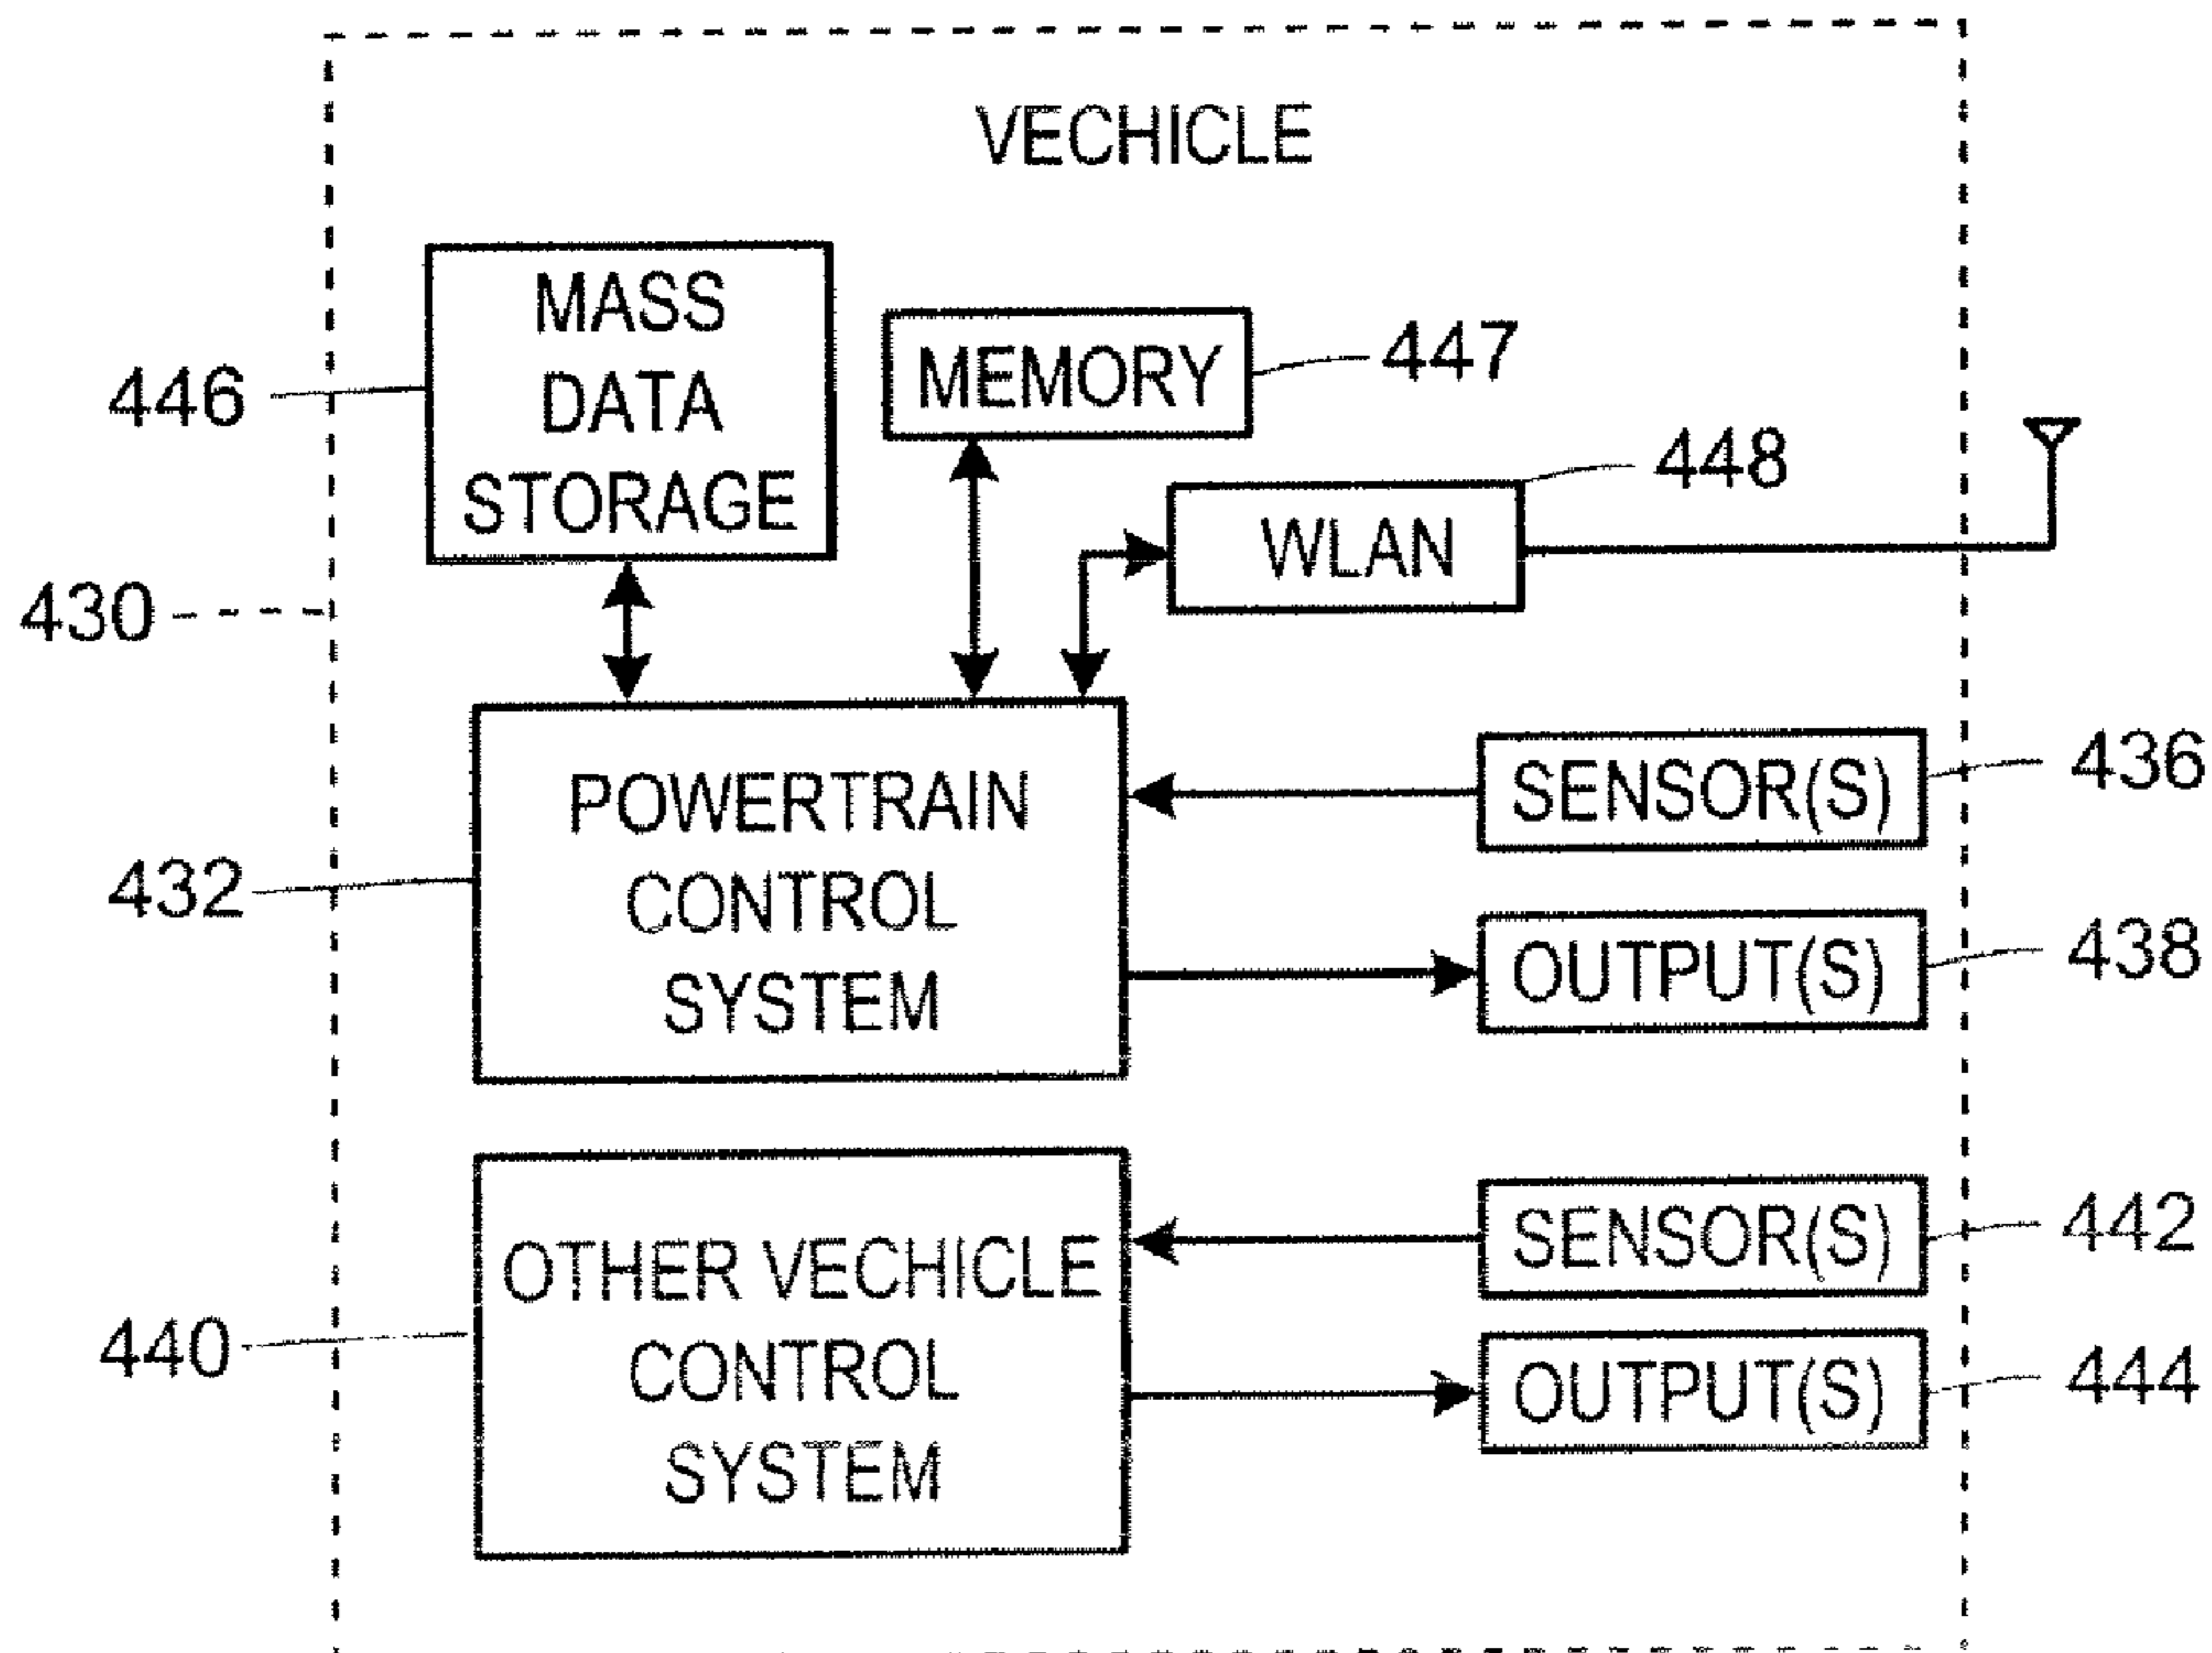 VECHICLE
MASS
DATA
STORAGE
446
MEMORY
447
448
WLAN
430
POWERTRAIN
CONTROL
SYSTEM
432
SENSOR(S)
436
OUTPUT(S)
438
OTHER VECHICLE
CONTROL
SYSTEM
440
SENSOR(S)
442
OUTPUT(S)
444